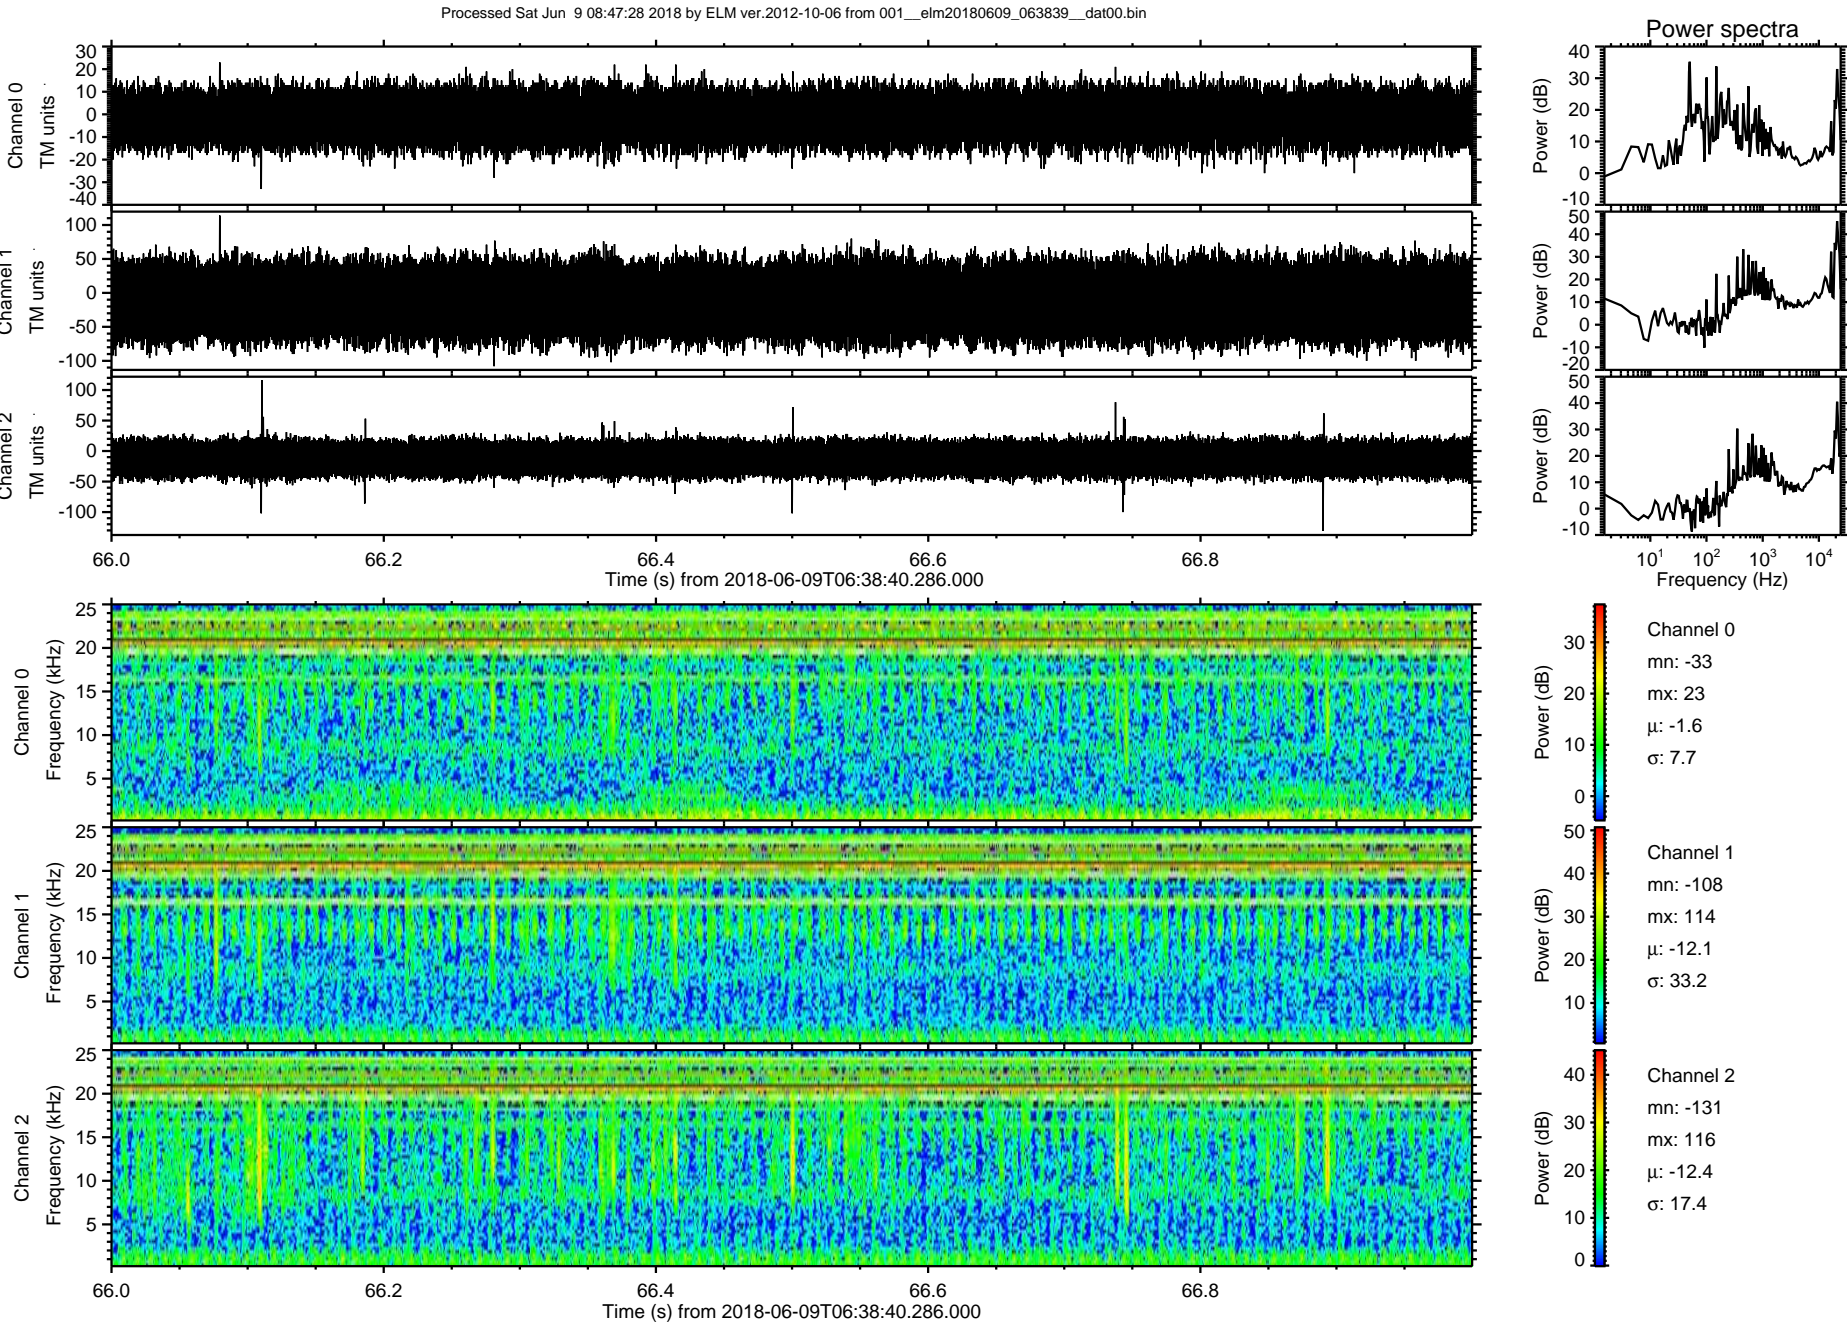 Processed Sat Jun 9 08:47:28 2018 by ELM ver.2012-10-06 from 001__elm20180609_063839__dat00.bin
Power spectra
Channel 0
TM units
30
20
10
0
-10
-20
-30
-40
Power (dB)
40
30
20
10
0
-10
Channel 1
TM units
100
50
0
-50
-100
Power (dB)
50
40
30
20
10
0
-10
-20
Channel 2
TM units
100
50
0
-50
-100
Power (dB)
50
40
30
20
10
0
-10
66.0 66.2 66.4 66.6 66.8
Time (s) from 2018-06-09T06:38:40.286.000
10^1 10^2 10^3 10^4
Frequency (Hz)
Channel 0
Frequency (kHz)
25
20
15
10
5
Power (dB)
30
20
10
0
Channel 0
mn: -33
mx: 23
μ: -1.6
σ: 7.7
Channel 1
Frequency (kHz)
25
20
15
10
5
Power (dB)
50
40
30
20
10
Channel 1
mn: -108
mx: 114
μ: -12.1
σ: 33.2
Channel 2
Frequency (kHz)
25
20
15
10
5
Power (dB)
40
30
20
10
0
Channel 2
mn: -131
mx: 116
μ: -12.4
σ: 17.4
66.0 66.2 66.4 66.6 66.8
Time (s) from 2018-06-09T06:38:40.286.000